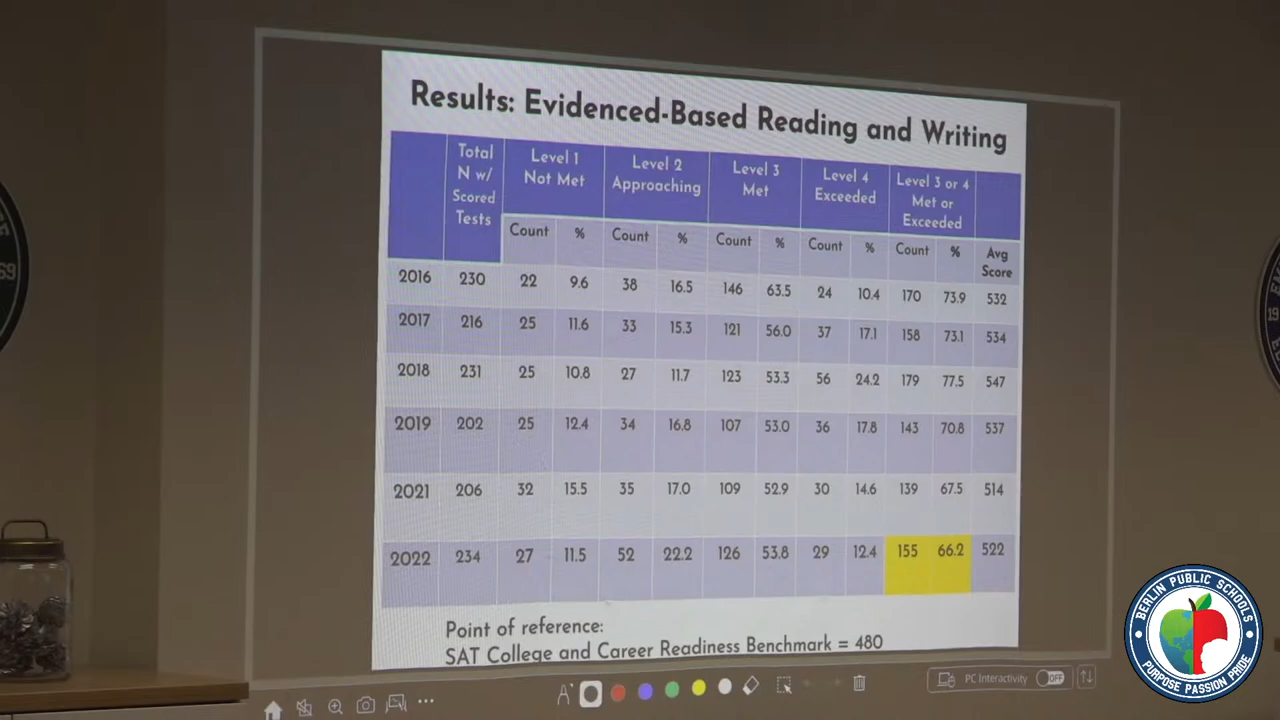 Results: Evidenced-Based Reading and Writing
Total N w/ Scored Tests
Level 1 Not Met
Level 2 Approaching
Level 3 Met
Level 4 Exceeded
Level 3 or 4 Met or Exceeded
Count % Count % Count % Count % Count % Avg Score
2016 230 22 9.6 38 16.5 146 63.5 24 10.4 170 73.9 532
2017 216 25 11.6 33 15.3 121 56.0 37 17.1 158 73.1 534
2018 231 25 10.8 27 11.7 123 53.3 56 24.2 179 77.5 547
2019 202 25 12.4 34 16.8 107 53.0 36 17.8 143 70.8 537
2021 206 32 15.5 35 17.0 109 52.9 30 14.6 139 67.5 514
2022 234 27 11.5 52 22.2 126 53.8 29 12.4 155 66.2 522
Point of reference:
SAT College and Career Readiness Benchmark = 480
PC Interactivity OFF
BERLIN PUBLIC SCHOOLS
PURPOSE PASSION PRIDE
69
19